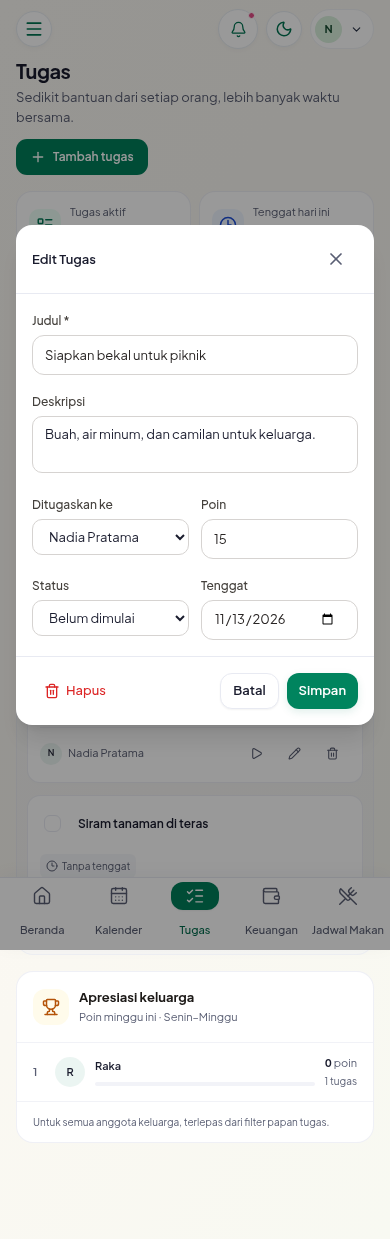 N
Tugas
Sedikit bantuan dari setiap orang, lebih banyak waktu
bersama.
Tambah tugas
Tugas aktif
Tenggat hari ini
Edit Tugas
Judul *
Siapkan bekal untuk piknik
Deskripsi
Buah, air minum, dan camilan untuk keluarga.
Ditugaskan ke
Poin
Nadia Pratama
15
Status
Tenggat
Belum dimulai
11/13/2026
Hapus
Batal
Simpan
N
Nadia Pratama
Siram tanaman di teras
Tanpa tenggat
Beranda
Kalender
Tugas
Keuangan
Jadwal Makan
Apresiasi keluarga
Poin minggu ini · Senin–Minggu
1
R
Raka
0 poin
1 tugas
Untuk semua anggota keluarga, terlepas dari filter papan tugas.